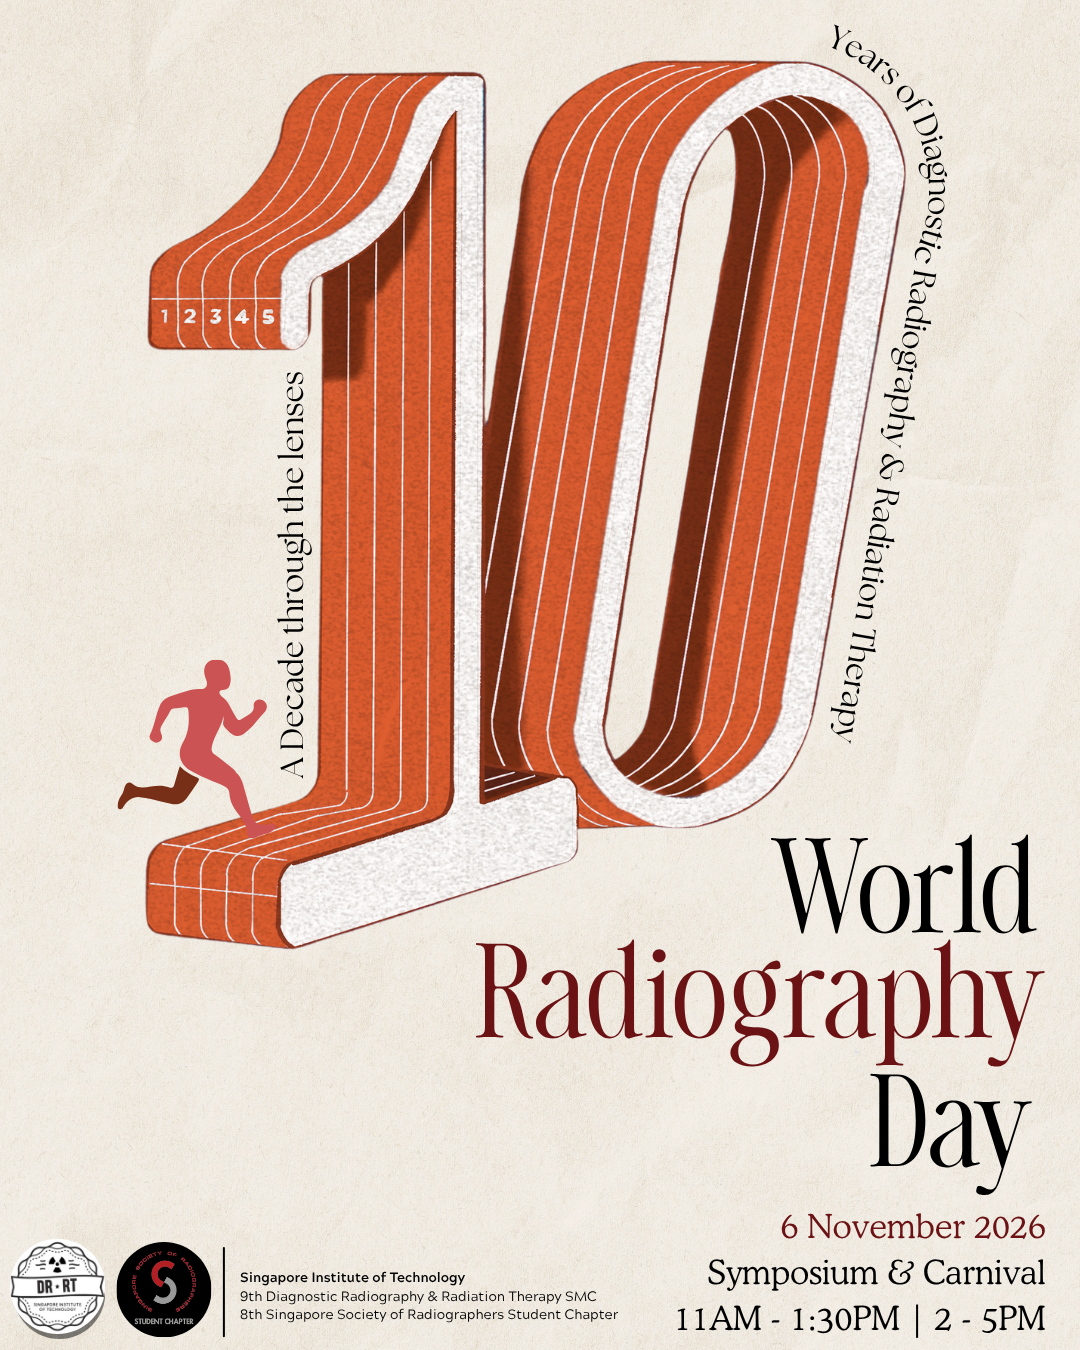 10
Years of Diagnostic Radiography & Radiation Therapy
1 2 3 4 5
A Decade through the lenses
World
Radiography
Day
6 November 2026
Symposium & Carnival
11AM - 1:30PM | 2 - 5PM
DR·RT
SINGAPORE INSTITUTE
OF TECHNOLOGY
SINGAPORE SOCIETY OF RADIOGRAPHERS
STUDENT CHAPTER
Singapore Institute of Technology
9th Diagnostic Radiography & Radiation Therapy SMC
8th Singapore Society of Radiographers Student Chapter